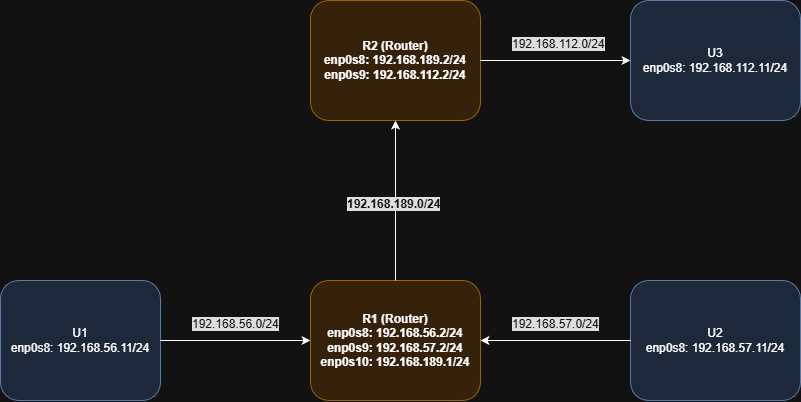 R2 (Router)
enp0s8: 192.168.189.2/24
enp0s9: 192.168.112.2/24
192.168.112.0/24
U3
enp0s8: 192.168.112.11/24
192.168.189.0/24
U1
enp0s8: 192.168.56.11/24
192.168.56.0/24
R1 (Router)
enp0s8: 192.168.56.2/24
enp0s9: 192.168.57.2/24
enp0s10: 192.168.189.1/24
192.168.57.0/24
U2
enp0s8: 192.168.57.11/24